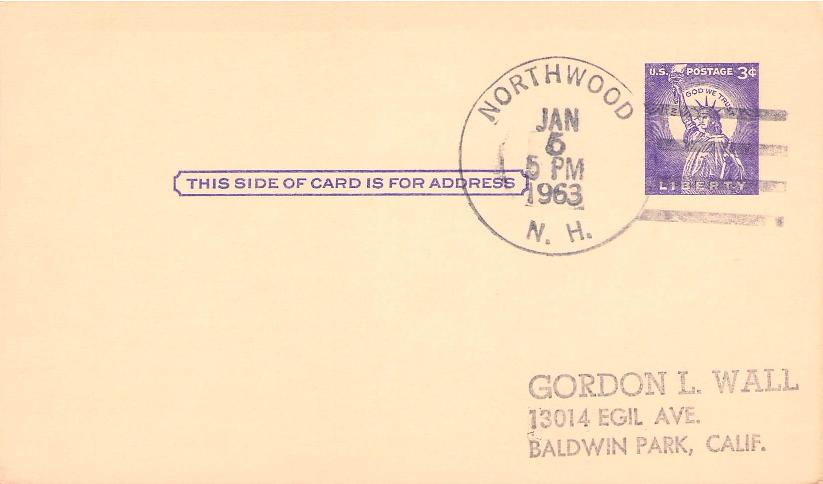 U.S. POSTAGE 3¢
GOD WE TRUST
LIBERTY
NORTHWOOD
JAN
5
5 PM
1963
N. H.
THIS SIDE OF CARD IS FOR ADDRESS
GORDON L. WALL
13014 EGIL AVE.
BALDWIN PARK, CALIF.